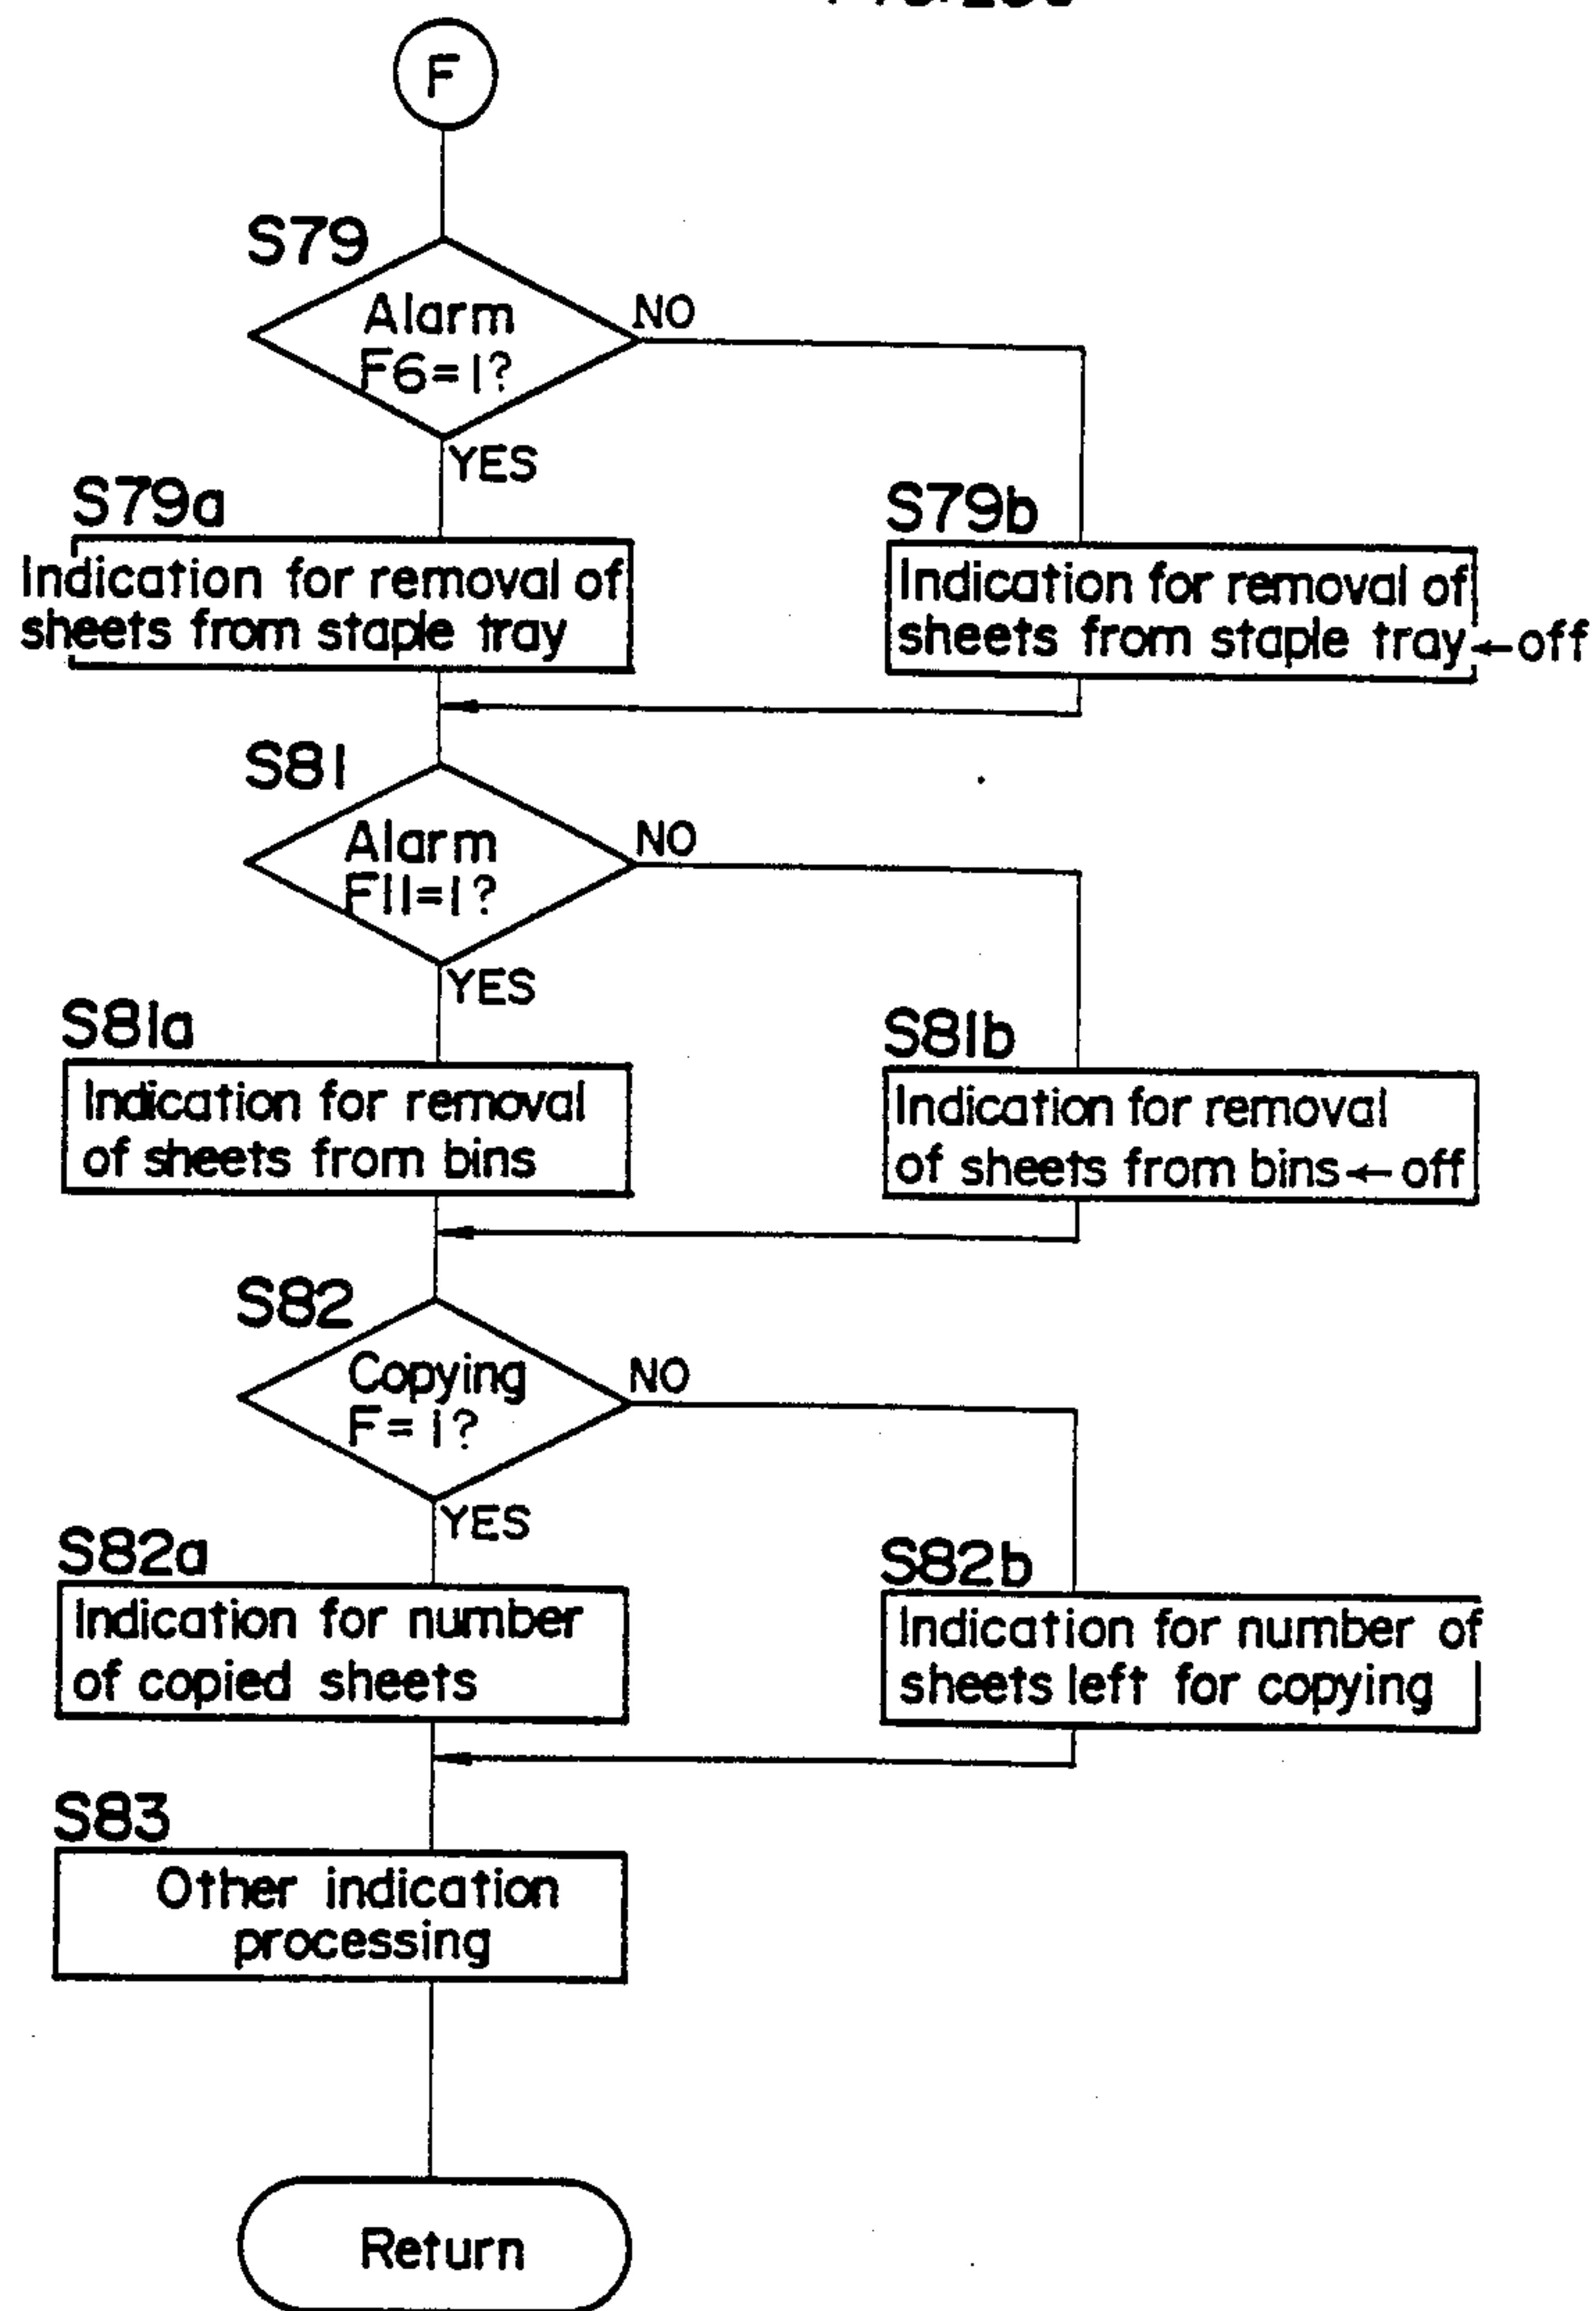 F
S79
Alarm
F6=1?
NO
YES
S79a
Indication for removal of
sheets from staple tray
S79b
Indication for removal of
sheets from staple tray←off
S81
Alarm
F11=1?
NO
YES
S81a
Indication for removal
of sheets from bins
S81b
Indication for removal
of sheets from bins←off
S82
Copying
F=1?
NO
YES
S82a
Indication for number
of copied sheets
S82b
Indication for number of
sheets left for copying
S83
Other indication
processing
Return